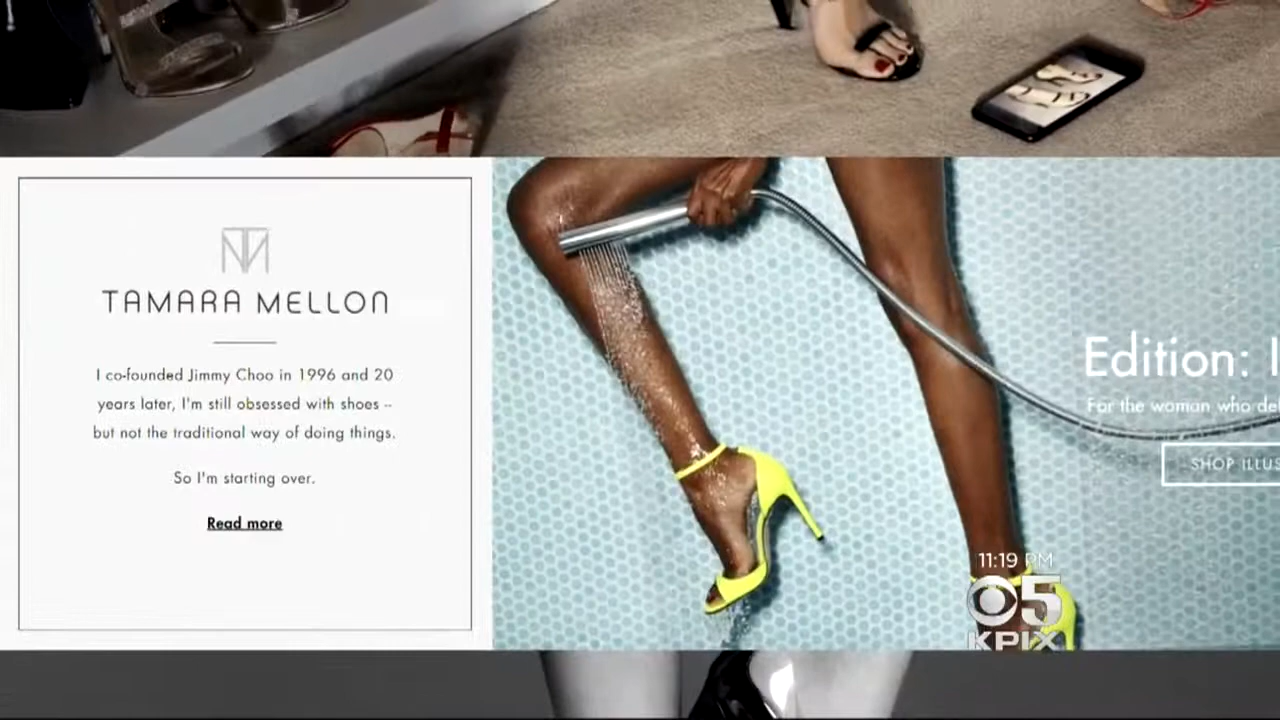 TM
TAMARA MELLON
I co-founded Jimmy Choo in 1996 and 20
years later, I'm still obsessed with shoes --
but not the traditional way of doing things.
So I'm starting over.
Read more
Edition:
For the woman who
SHOP
11:19 PM
5
KPIX